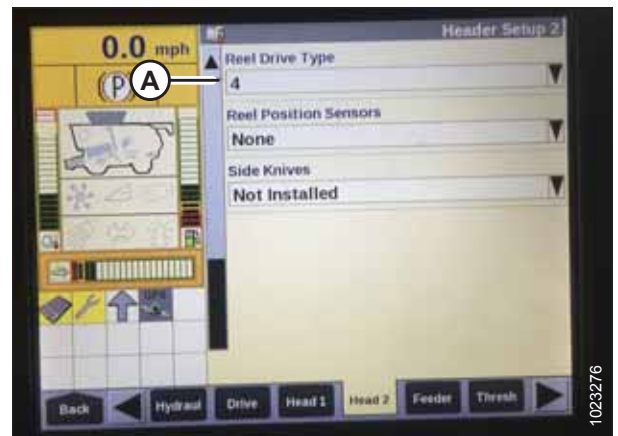 Header Setup 2
0.0 mph
(P)
A
Reel Drive Type
4
Reel Position Sensors
None
Side Knives
Not Installed
GPS
Back
Hydraul
Drive
Head 1
Head 2
Feeder
Thresh
1023276